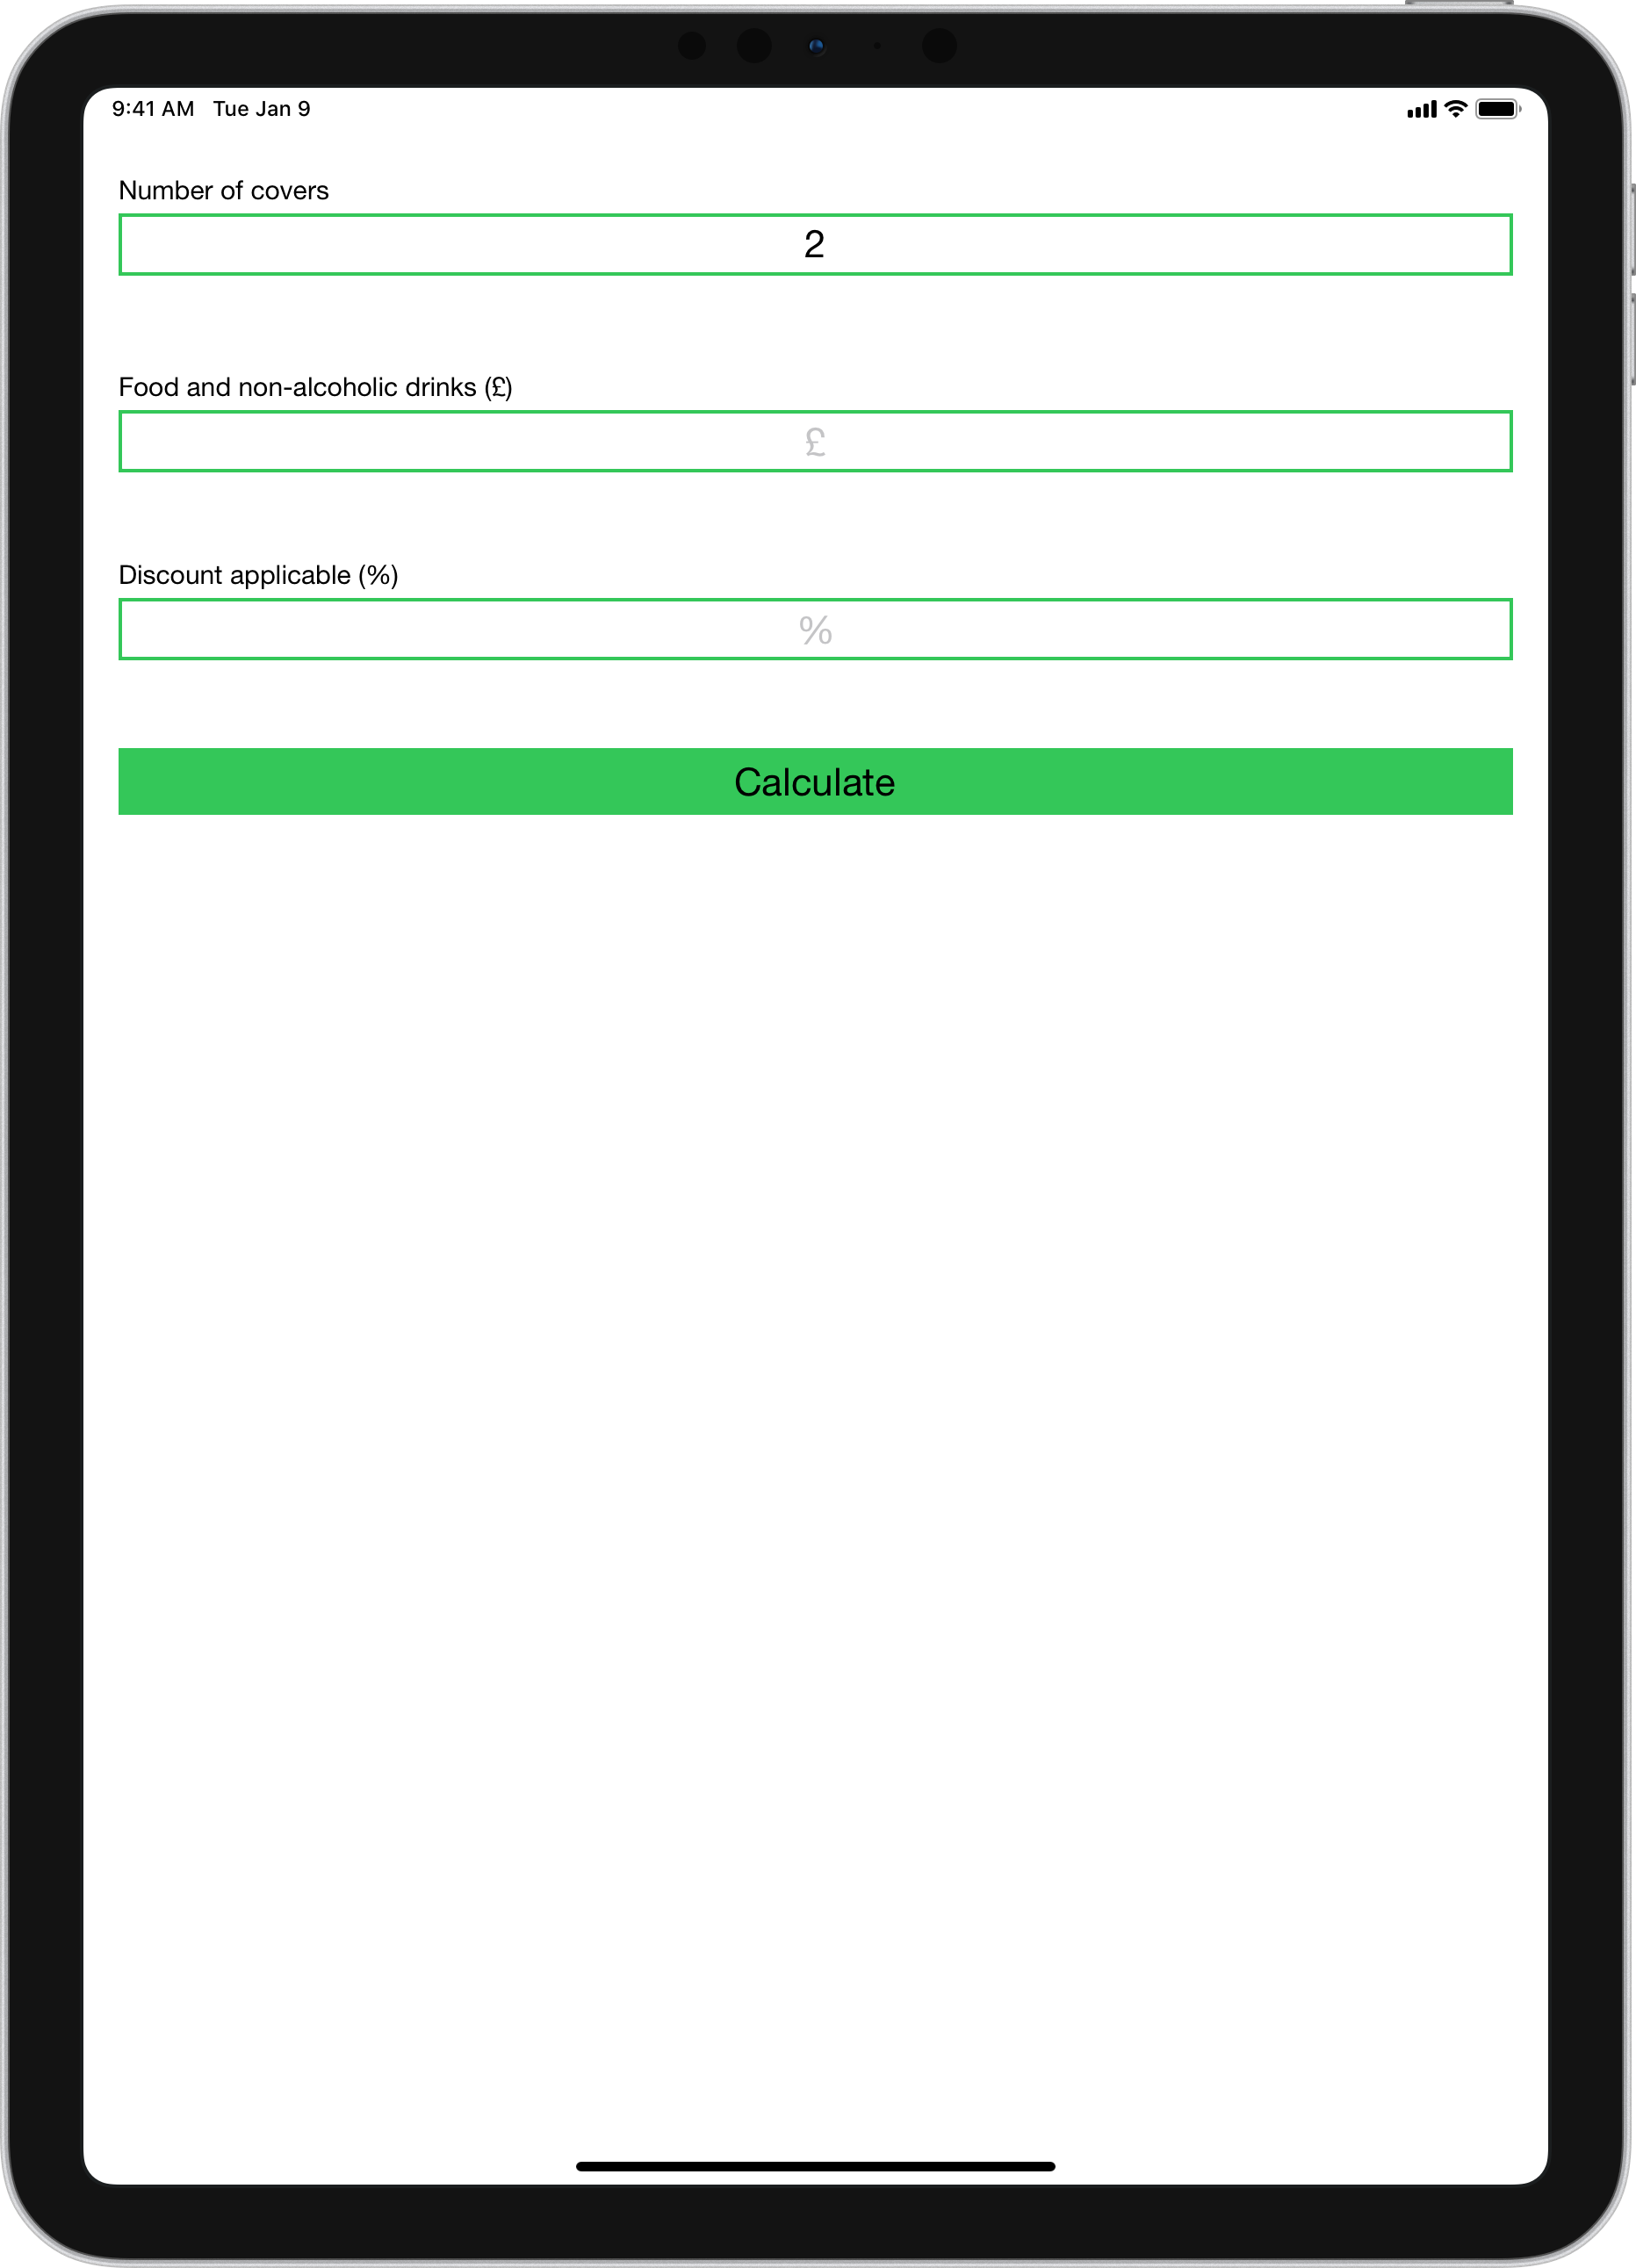 9:41 AM Tue Jan 9
Number of covers
2
Food and non-alcoholic drinks (£)
£
Discount applicable (%)
%
Calculate